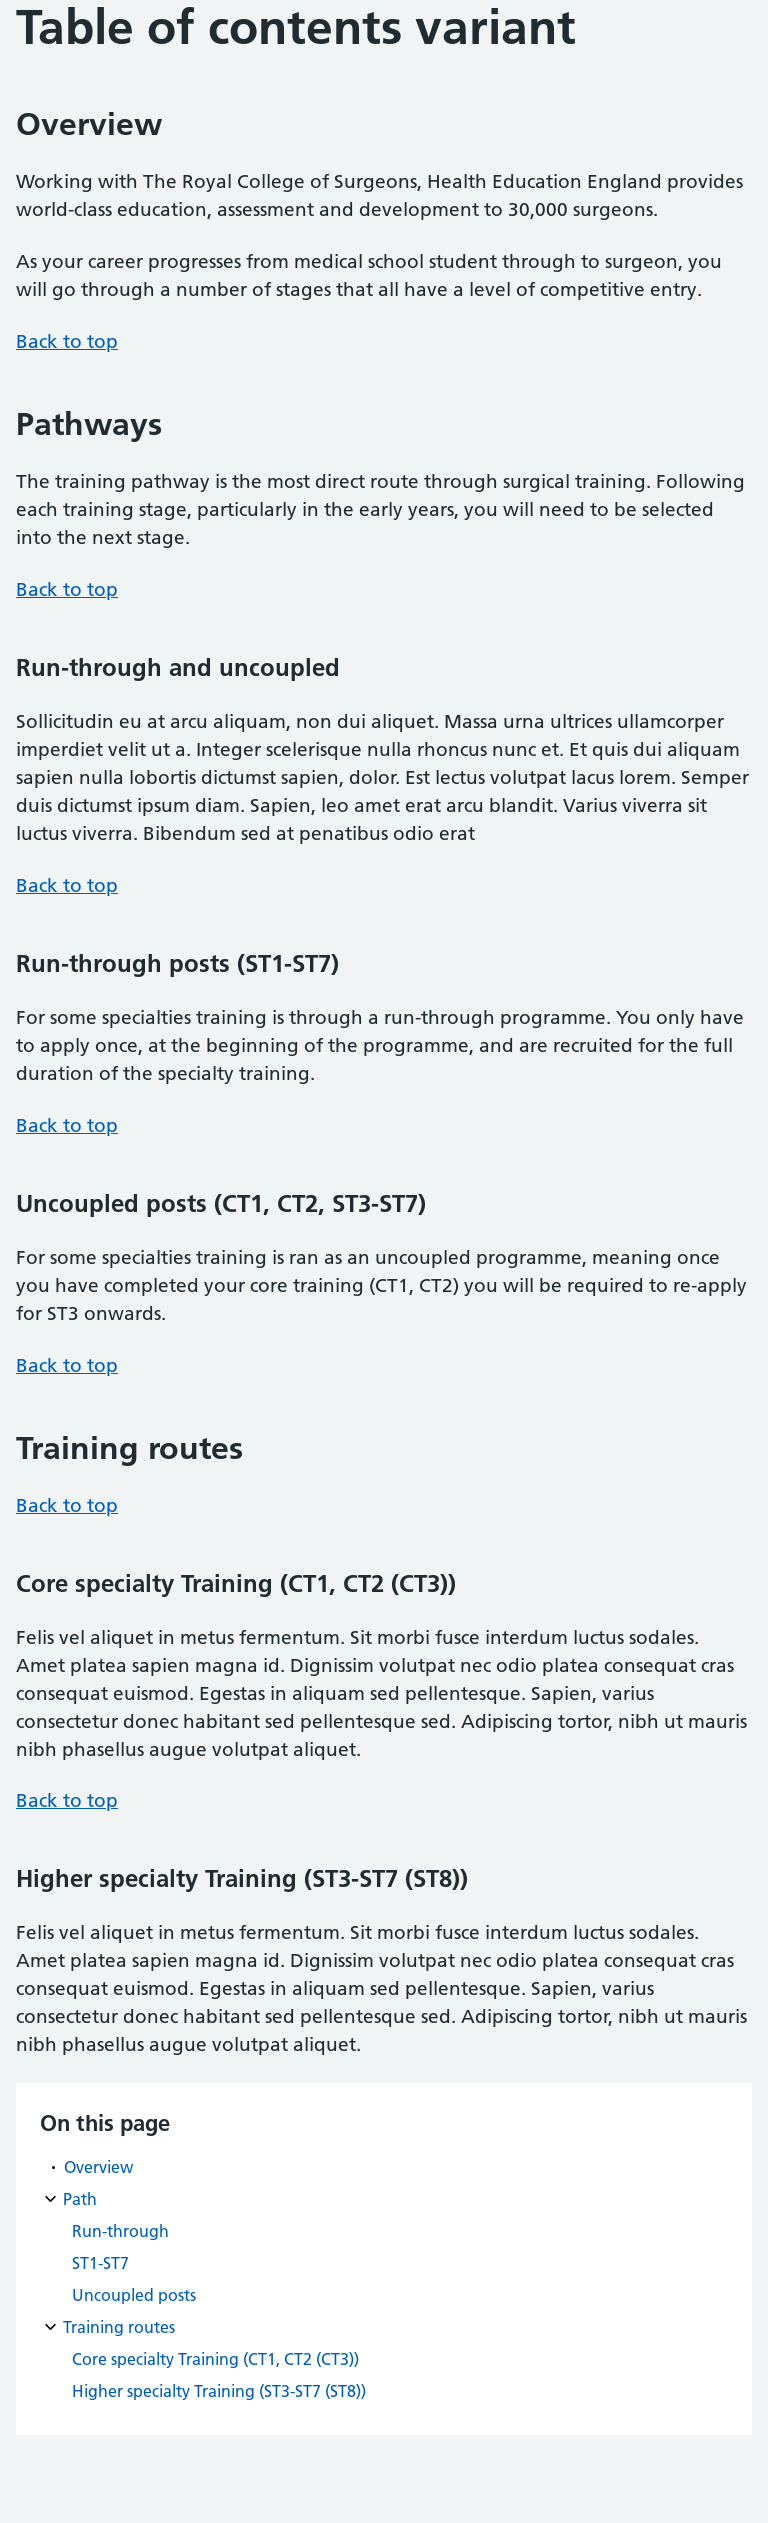 Table of contents variant
Overview
Working with The Royal College of Surgeons, Health Education England provides
world-class education, assessment and development to 30,000 surgeons.
As your career progresses from medical school student through to surgeon, you
will go through a number of stages that all have a level of competitive entry.
Back to top
Pathways
The training pathway is the most direct route through surgical training. Following
each training stage, particularly in the early years, you will need to be selected
into the next stage.
Back to top
Run-through and uncoupled
Sollicitudin eu at arcu aliquam, non dui aliquet. Massa urna ultrices ullamcorper
imperdiet velit ut a. Integer scelerisque nulla rhoncus nunc et. Et quis dui aliquam
sapien nulla lobortis dictumst sapien, dolor. Est lectus volutpat lacus lorem. Semper
duis dictumst ipsum diam. Sapien, leo amet erat arcu blandit. Varius viverra sit
luctus viverra. Bibendum sed at penatibus odio erat
Back to top
Run-through posts (ST1-ST7)
For some specialties training is through a run-through programme. You only have
to apply once, at the beginning of the programme, and are recruited for the full
duration of the specialty training.
Back to top
Uncoupled posts (CT1, CT2, ST3-ST7)
For some specialties training is ran as an uncoupled programme, meaning once
you have completed your core training (CT1, CT2) you will be required to re-apply
for ST3 onwards.
Back to top
Training routes
Back to top
Core specialty Training (CT1, CT2 (CT3))
Felis vel aliquet in metus fermentum. Sit morbi fusce interdum luctus sodales.
Amet platea sapien magna id. Dignissim volutpat nec odio platea consequat cras
consequat euismod. Egestas in aliquam sed pellentesque. Sapien, varius
consectetur donec habitant sed pellentesque sed. Adipiscing tortor, nibh ut mauris
nibh phasellus augue volutpat aliquet.
Back to top
Higher specialty Training (ST3-ST7 (ST8))
Felis vel aliquet in metus fermentum. Sit morbi fusce interdum luctus sodales.
Amet platea sapien magna id. Dignissim volutpat nec odio platea consequat cras
consequat euismod. Egestas in aliquam sed pellentesque. Sapien, varius
consectetur donec habitant sed pellentesque sed. Adipiscing tortor, nibh ut mauris
nibh phasellus augue volutpat aliquet.
On this page
• Overview
Path
Run-through
ST1-ST7
Uncoupled posts
Training routes
Core specialty Training (CT1, CT2 (CT3))
Higher specialty Training (ST3-ST7 (ST8))